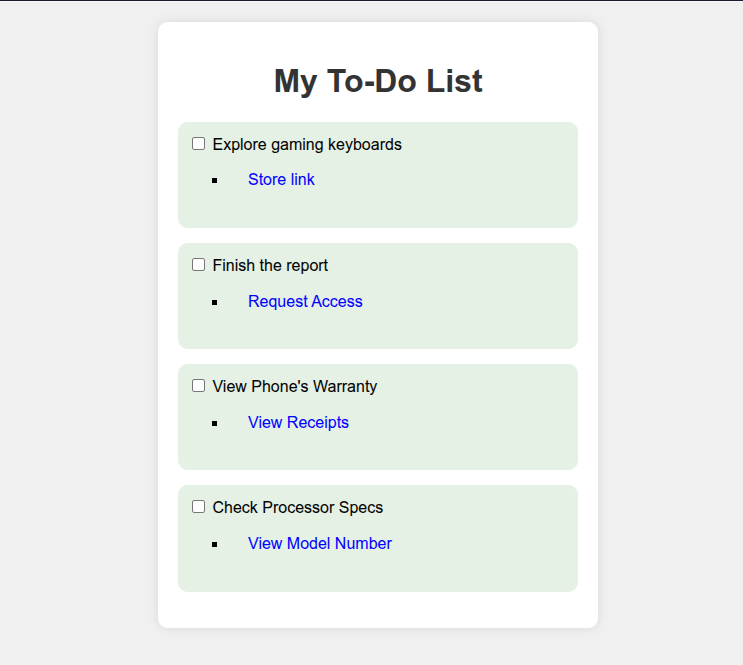 My To-Do List
Explore gaming keyboards
Store link
Finish the report
Request Access
View Phone's Warranty
View Receipts
Check Processor Specs
View Model Number